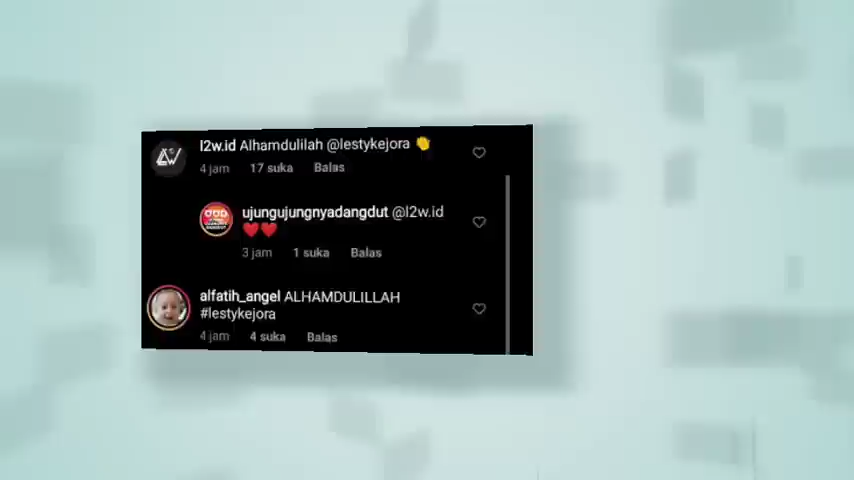 l2w.id Alhamdulilah @lestykejora 👏
4 jam 17 suka Balas
ujungujungnyadangdut @l2w.id
❤️❤️
3 jam 1 suka Balas
alfatih_angel ALHAMDULILLAH
#lestykejora
4 jam 4 suka Balas